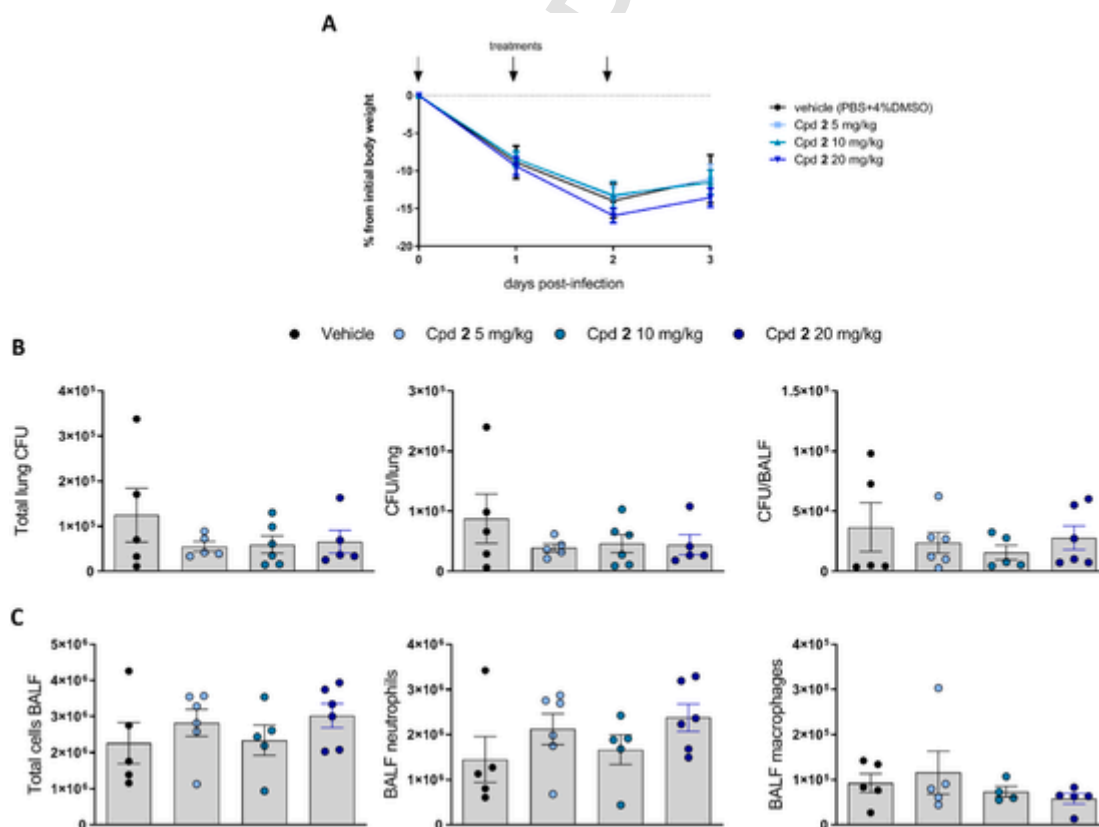 A
treatments
0
-5
-10
-15
-20
% from initial body weight
0 1 2 3
days post-infection
vehicle (PBS+4%DMSO)
Cpd 2 5 mg/kg
Cpd 2 10 mg/kg
Cpd 2 20 mg/kg
Vehicle Cpd 2 5 mg/kg Cpd 2 10 mg/kg Cpd 2 20 mg/kg
B
Total lung CFU
4×10⁵
3×10⁵
2×10⁵
1×10⁵
0
CFU/lung
3×10⁵
2×10⁵
1×10⁵
0
CFU/BALF
1.5×10⁵
1×10⁵
5×10⁴
0
C
Total cells BALF
5×10⁶
4×10⁶
3×10⁶
2×10⁶
1×10⁶
0
BALF neutrophils
4×10⁶
3×10⁶
2×10⁶
1×10⁶
0
BALF macrophages
4×10⁵
3×10⁵
2×10⁵
1×10⁵
0